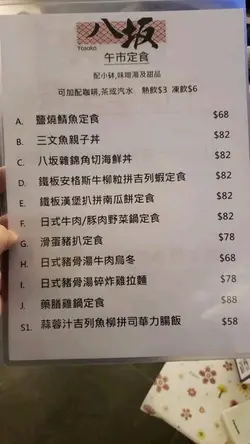 八坂
Yasaka
午市定食
配小缽,味噌湯及甜品
可加配咖啡,茶或汽水 熱飲$3 凍飲$6
A. 鹽燒鯖魚定食 $68
B. 三文魚親子丼 $82
C. 八坂雜錦角切海鮮丼 $82
D. 鐵板安格斯牛柳粒拼吉列蝦定食 $82
E. 鐵板漢堡扒拼南瓜餅定食 $82
F. 日式牛肉/豚肉野菜鍋定食 $82
G. 滑蛋豬扒定食 $78
H. 日式豬骨湯牛肉烏冬 $68
I. 日式豬骨湯碎炸雞拉麵 $78
J. 藥膳雞鍋定食 $88
S1. 蒜蓉汁吉列魚柳拼司華力腸飯 $58